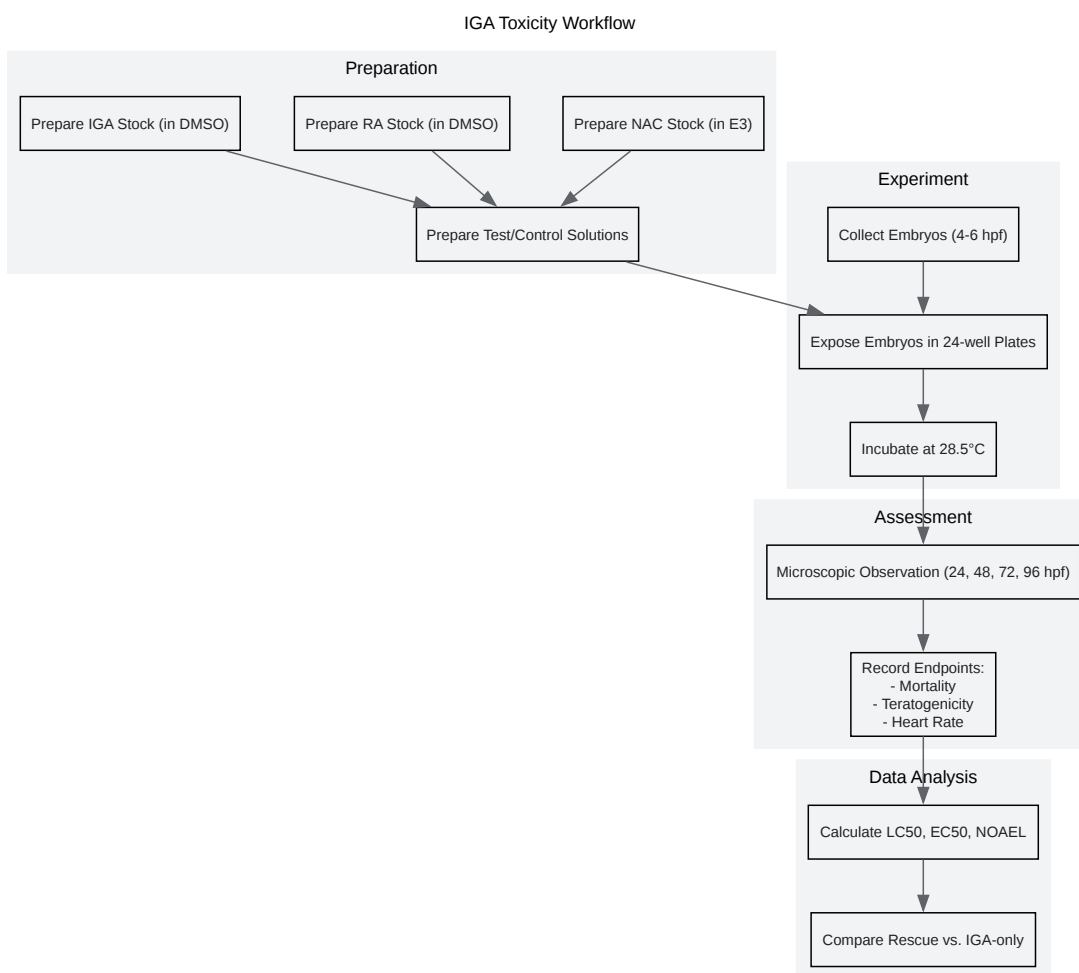 IGA Toxicity Workflow
Preparation
Prepare IGA Stock (in DMSO)
Prepare RA Stock (in DMSO)
Prepare NAC Stock (in E3)
Prepare Test/Control Solutions
Experiment
Collect Embryos (4-6 hpf)
Expose Embryos in 24-well Plates
Incubate at 28.5°C
Assessment
Microscopic Observation (24, 48, 72, 96 hpf)
Record Endpoints:
- Mortality
- Teratogenicity
- Heart Rate
Data Analysis
Calculate LC50, EC50, NOAEL
Compare Rescue vs. IGA-only